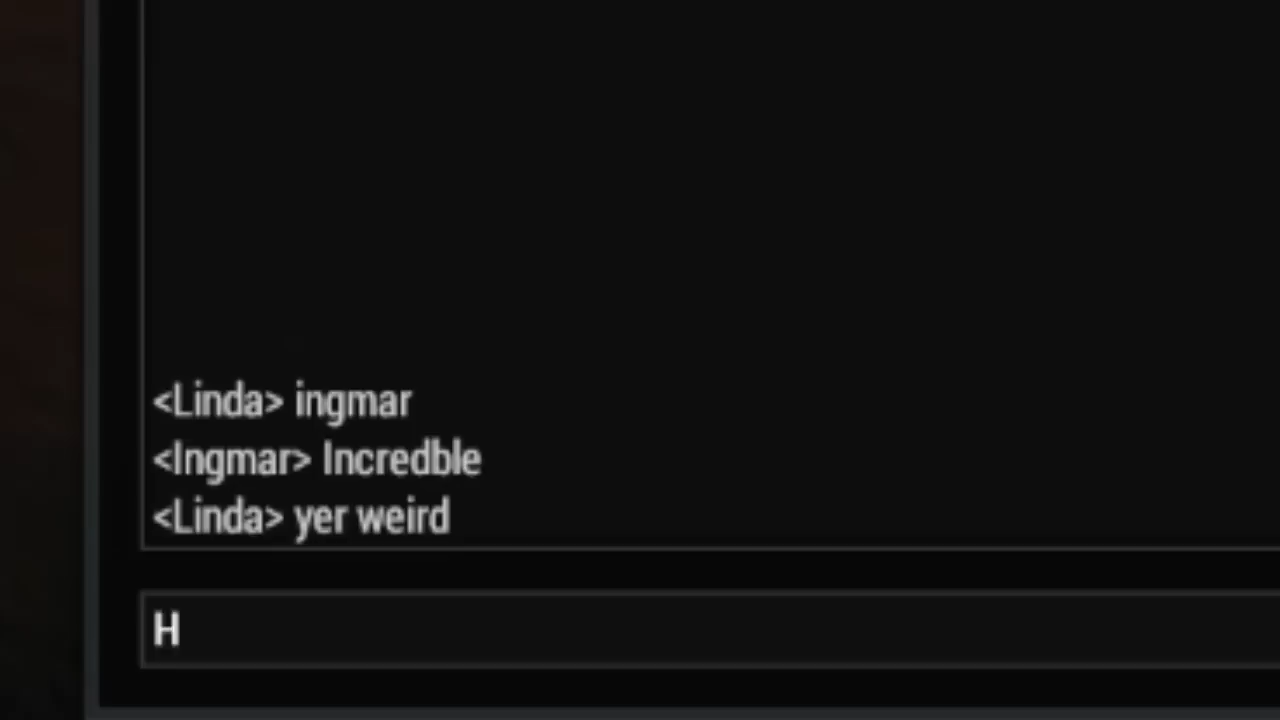 <Linda> ingmar
<Ingmar> Incredble
<Linda> yer weird
H